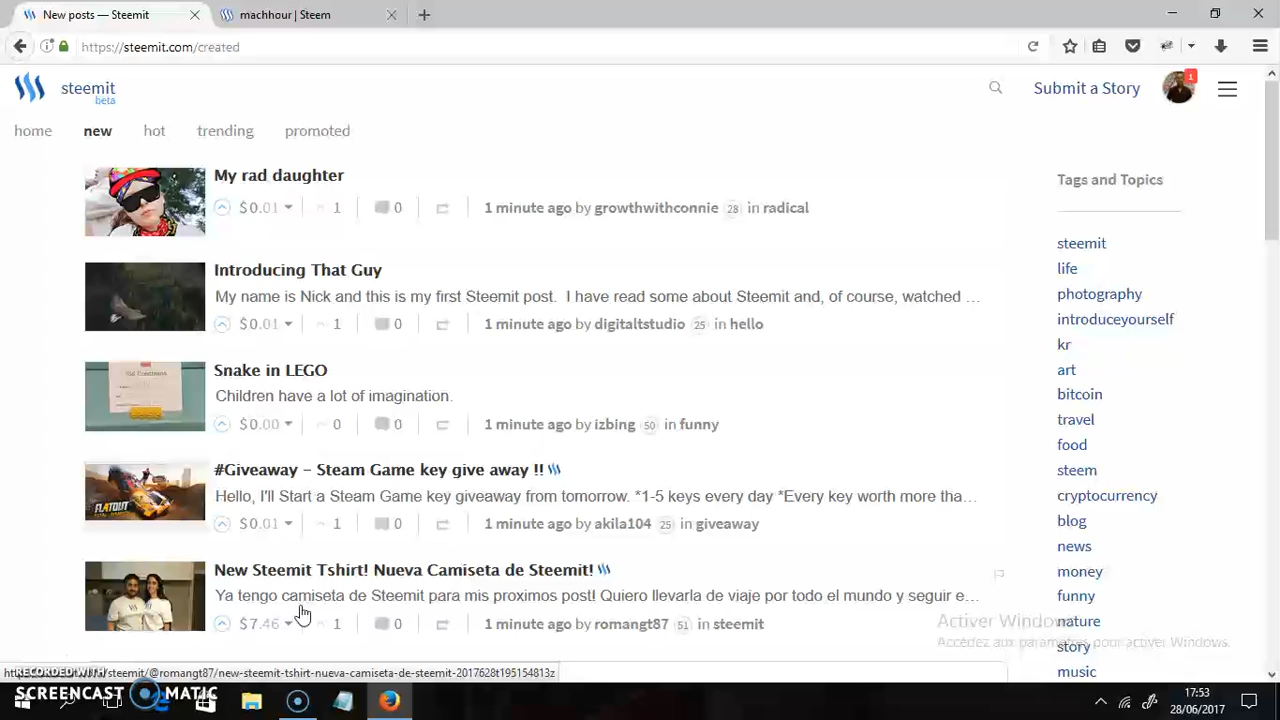 New posts — Steemit
machhour | Steem
https://steemit.com/created
steemit
beta
Submit a Story
1
home new hot trending promoted
My rad daughter
$0.01 1 0 1 minute ago by growthwithconnie 28 in radical
Introducing That Guy
My name is Nick and this is my first Steemit post. I have read some about Steemit and, of course, watched ...
$0.01 1 0 1 minute ago by digitaltstudio 25 in hello
Snake in LEGO
Children have a lot of imagination.
$0.00 0 0 1 minute ago by izbing 50 in funny
#Giveaway – Steam Game key give away !!
Hello, I'll Start a Steam Game key giveaway from tomorrow. *1-5 keys every day *Every key worth more tha...
FLATOUT
$0.01 1 0 1 minute ago by akila104 25 in giveaway
New Steemit Tshirt! Nueva Camiseta de Steemit!
Ya tengo camiseta de Steemit para mis proximos post! Quiero llevarla de viaje por todo el mundo y seguir e...
$7.46 1 0 1 minute ago by romangt87 51 in steemit
Tags and Topics
steemit
life
photography
introduceyourself
kr
art
bitcoin
travel
food
steem
cryptocurrency
blog
news
money
funny
nature
story
music
Activer Windows
Accédez aux paramètres pour activer Windows.
/steemit/@romangt87/new-steemit-tshirt-nueva-camiseta-de-steemit-2017628t195154813z
RECORDED WITH
SCREENCAST MATIC
17:53
28/06/2017